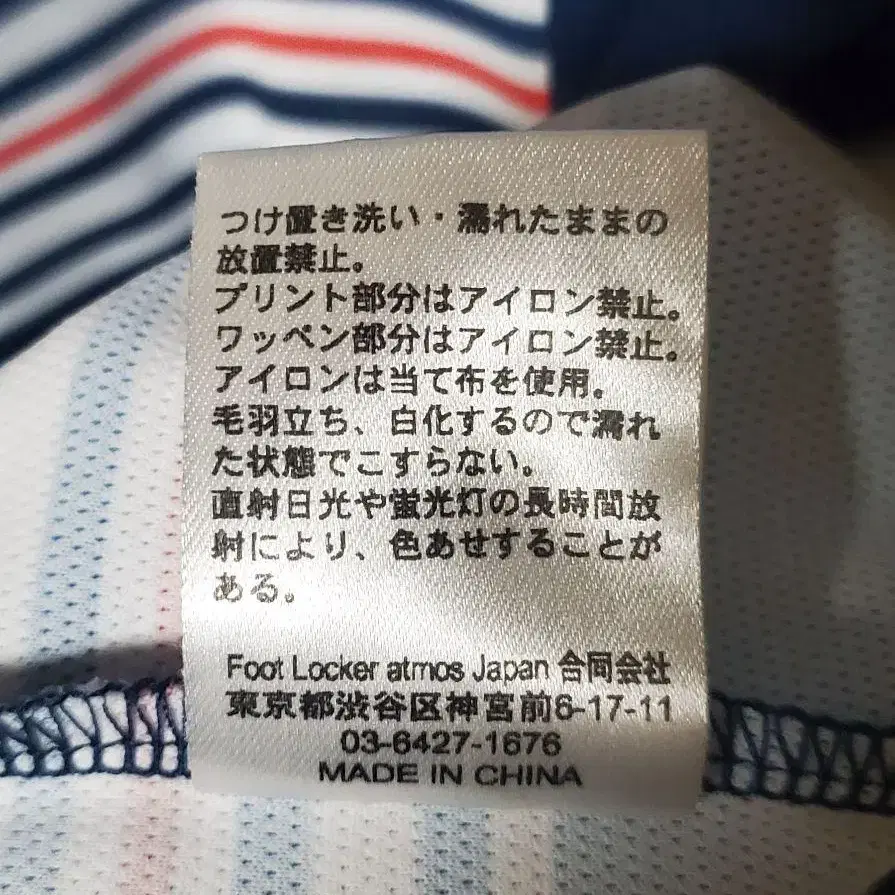 つけ置き洗い・濡れたままの
放置禁止。
プリント部分はアイロン禁止。
ワッペン部分はアイロン禁止。
アイロンは当て布を使用。
毛羽立ち、白化するので濡れ
た状態でこすらない。
直射日光や蛍光灯の長時間放
射により、色あせすることが
ある。
Foot Locker atmos Japan 合同会社
東京都渋谷区神宮前6-17-11
03-6427-1676
MADE IN CHINA